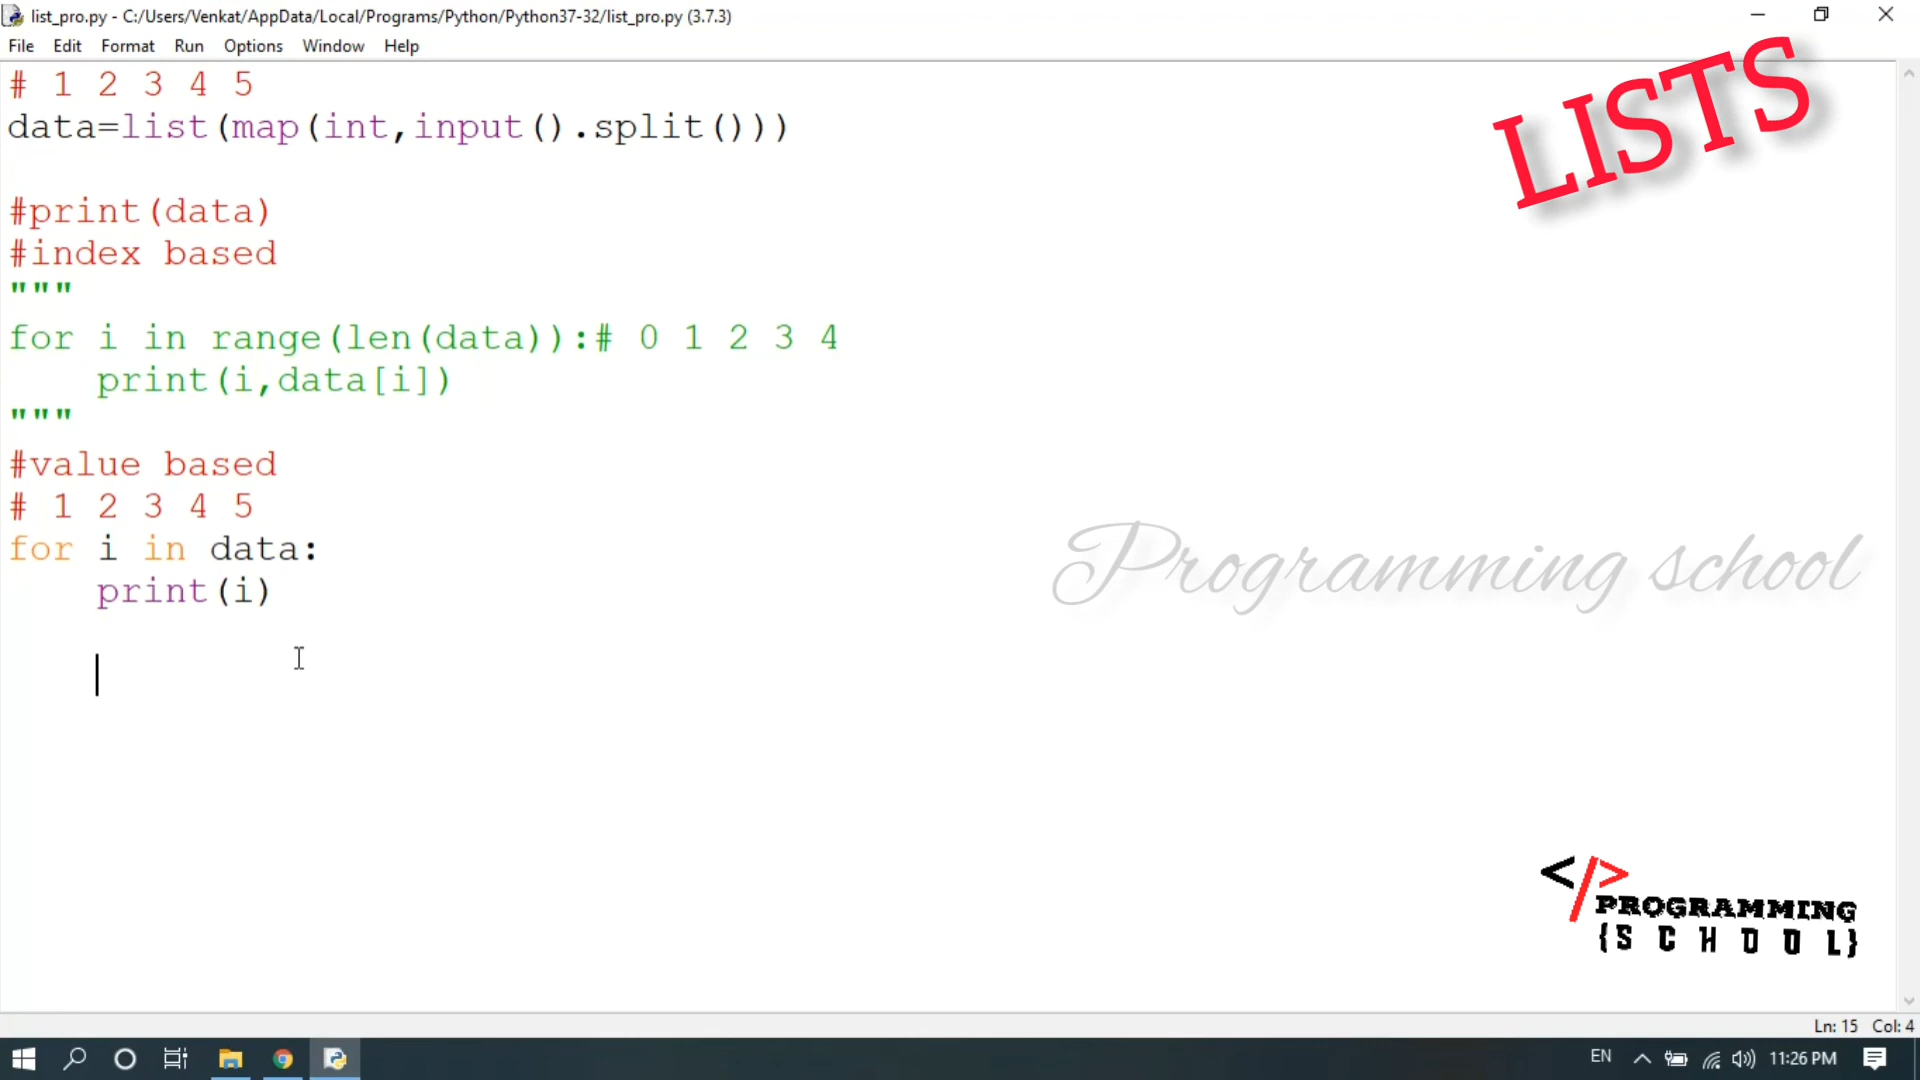 list_pro.py - C:/Users/Venkat/AppData/Local/Programs/Python/Python37-32/list_pro.py (3.7.3)
File Edit Format Run Options Window Help
# 1 2 3 4 5
data=list(map(int,input().split()))
#print(data)
#index based
"""
for i in range(len(data)):# 0 1 2 3 4
    print(i,data[i])
"""
#value based
# 1 2 3 4 5
for i in data:
    print(i)
LISTS
Programming school
</>
PROGRAMMING
{SCHOOL}
Ln: 15 Col: 4
EN 11:26 PM